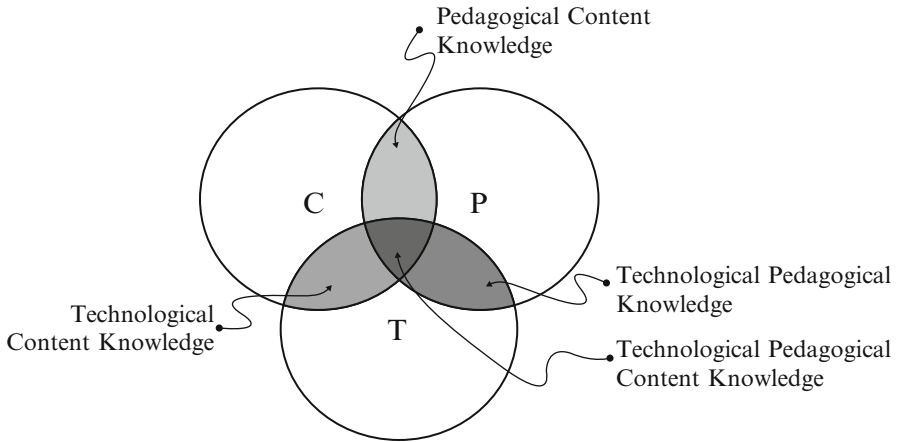 Pedagogical Content
Knowledge
C
P
Technological Pedagogical
Knowledge
Technological
Content Knowledge
T
Technological Pedagogical
Content Knowledge